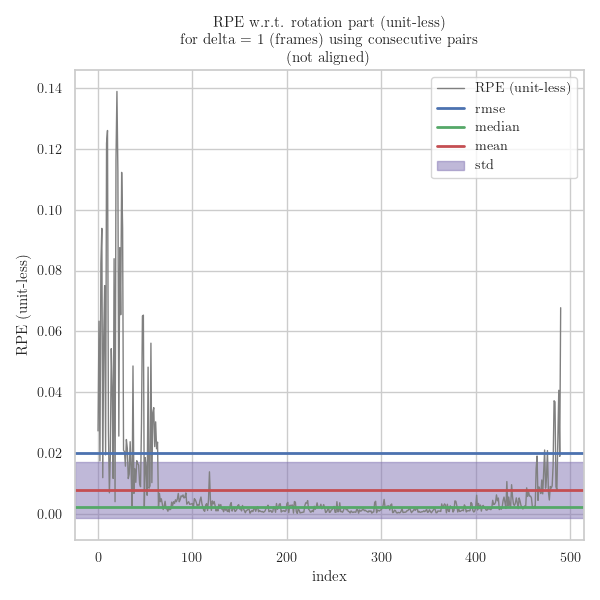 RPE w.r.t. rotation part (unit-less)
for delta = 1 (frames) using consecutive pairs
(not aligned)
RPE (unit-less)
rmse
median
mean
std
0.14
0.12
0.10
0.08
0.06
0.04
0.02
0.00
RPE (unit-less)
0
100
200
300
400
500
index